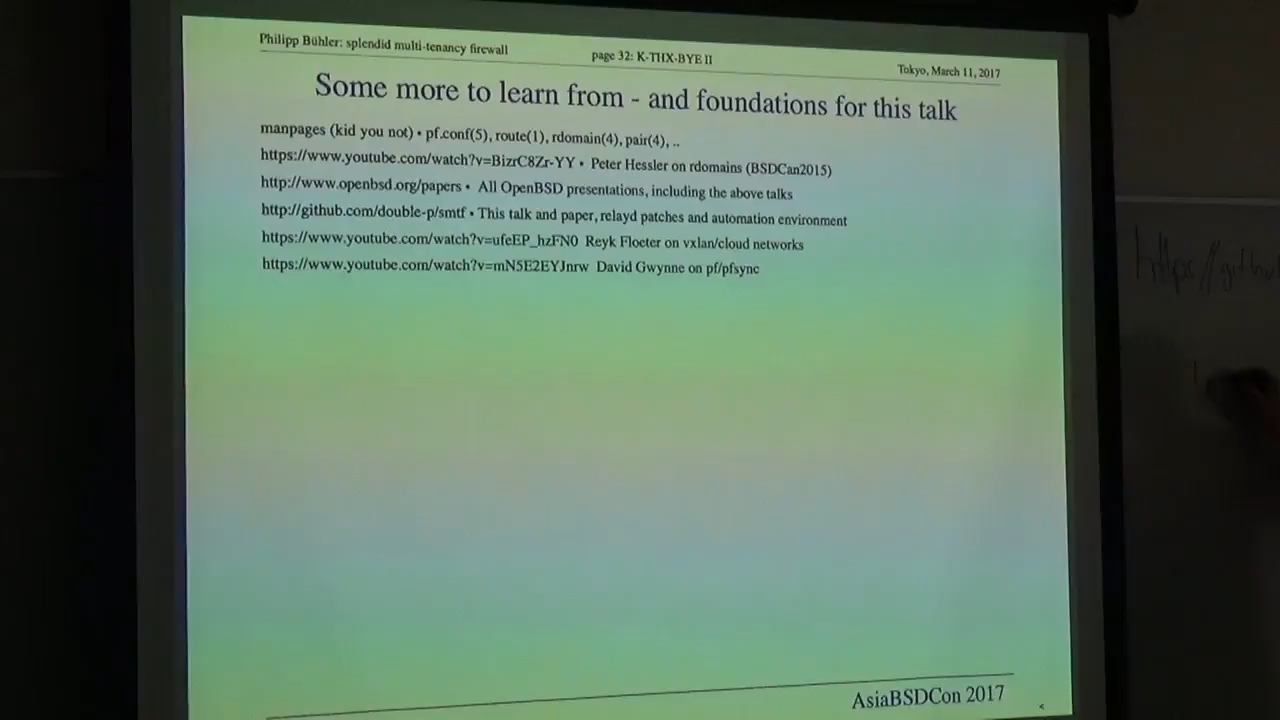 Philipp Bühler: splendid multi-tenancy firewall
page 32: K-THX-BYE II
Tokyo, March 11, 2017
Some more to learn from - and foundations for this talk
manpages (kid you not) • pf.conf(5), route(1), rdomain(4), pair(4), ..
https://www.youtube.com/watch?v=BizrC8Zr-YY • Peter Hessler on rdomains (BSDCan2015)
http://www.openbsd.org/papers • All OpenBSD presentations, including the above talks
http://github.com/double-p/smtf • This talk and paper, relayd patches and automation environment
https://www.youtube.com/watch?v=ufeEP_hzFN0 Reyk Floeter on vxlan/cloud networks
https://www.youtube.com/watch?v=mN5E2EYJnrw David Gwynne on pf/pfsync
AsiaBSDCon 2017